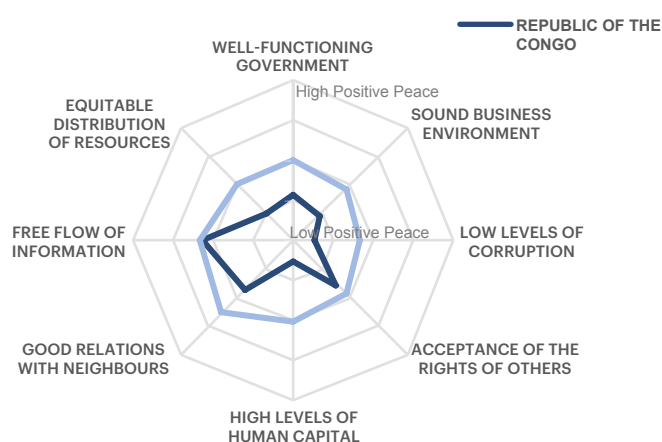 REPUBLIC OF THE
CONGO
WELL-FUNCTIONING
GOVERNMENT
High Positive Peace
SOUND BUSINESS
ENVIRONMENT
EQUITABLE
DISTRIBUTION
OF RESOURCES
FREE FLOW OF
INFORMATION
Low Positive Peace
LOW LEVELS OF
CORRUPTION
GOOD RELATIONS
WITH NEIGHBOURS
ACCEPTANCE OF THE
RIGHTS OF OTHERS
HIGH LEVELS OF
HUMAN CAPITAL